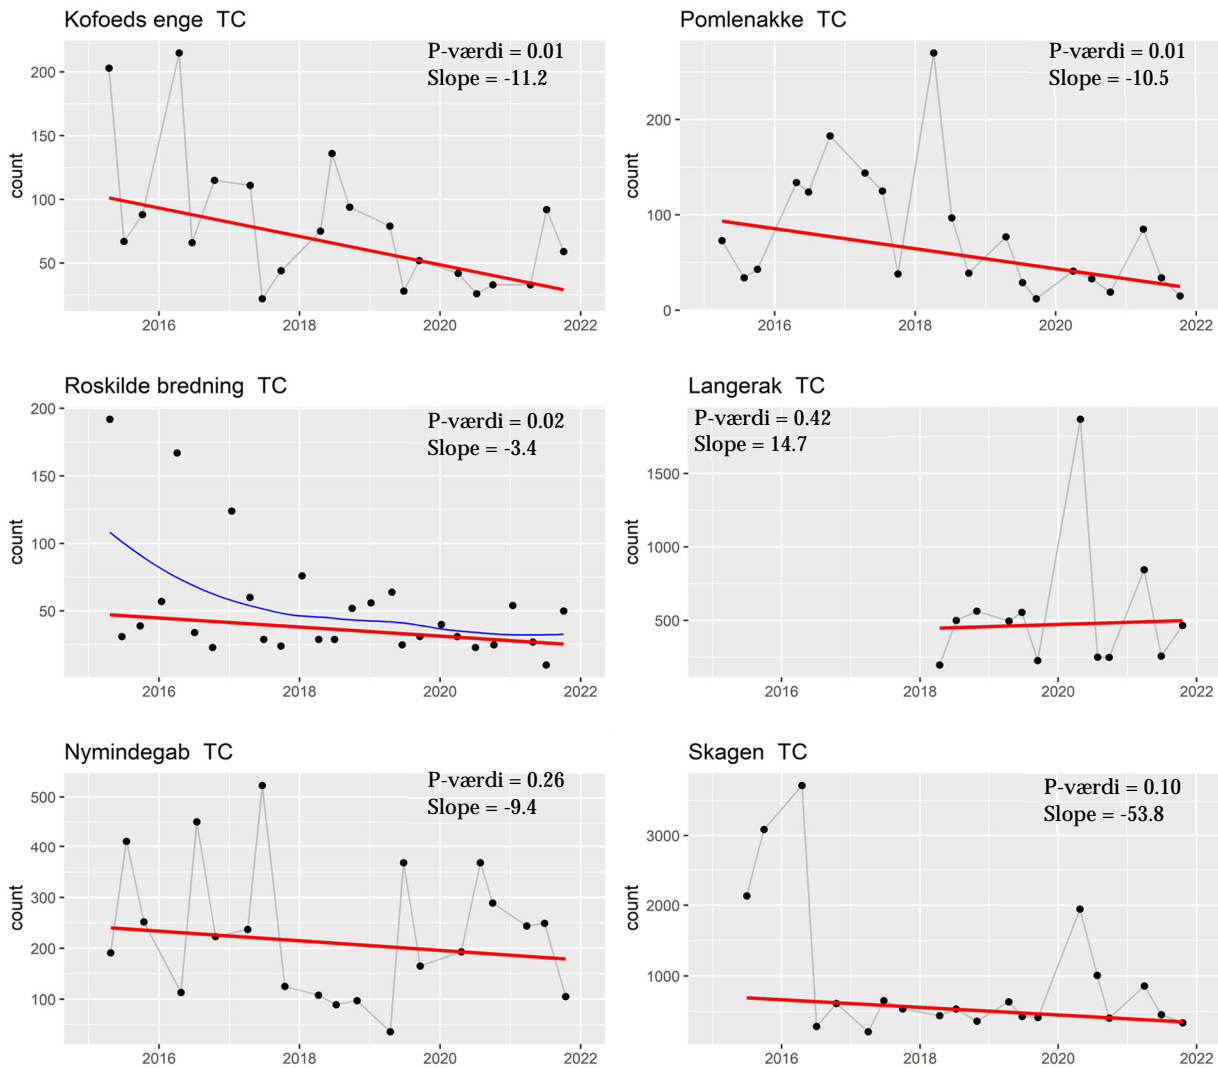 Kofoeds enge TC
P-værdi = 0.01
Slope = -11.2
count
200
150
100
50
2016
2018
2020
2022
Pomlenakke TC
P-værdi = 0.01
Slope = -10.5
count
200
100
0
2016
2018
2020
2022
Roskilde bredning TC
P-værdi = 0.02
Slope = -3.4
count
200
150
100
50
2016
2018
2020
2022
Langerak TC
P-værdi = 0.42
Slope = 14.7
count
1500
1000
500
2016
2018
2020
2022
Nymindegab TC
P-værdi = 0.26
Slope = -9.4
count
500
400
300
200
100
2016
2018
2020
2022
Skagen TC
P-værdi = 0.10
Slope = -53.8
count
3000
2000
1000
2016
2018
2020
2022